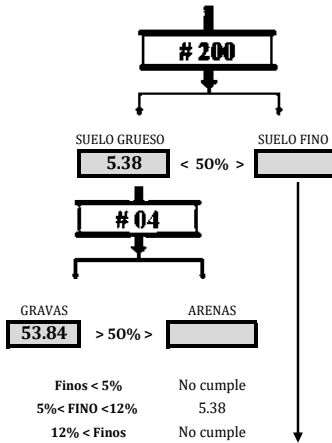 # 200
SUELO GRUESO SUELO FINO
5.38 < 50% >
# 04
GRAVAS ARENAS
53.84 > 50% >
Finos < 5% No cumple
5%< FINO <12% 5.38
12% < Finos No cumple